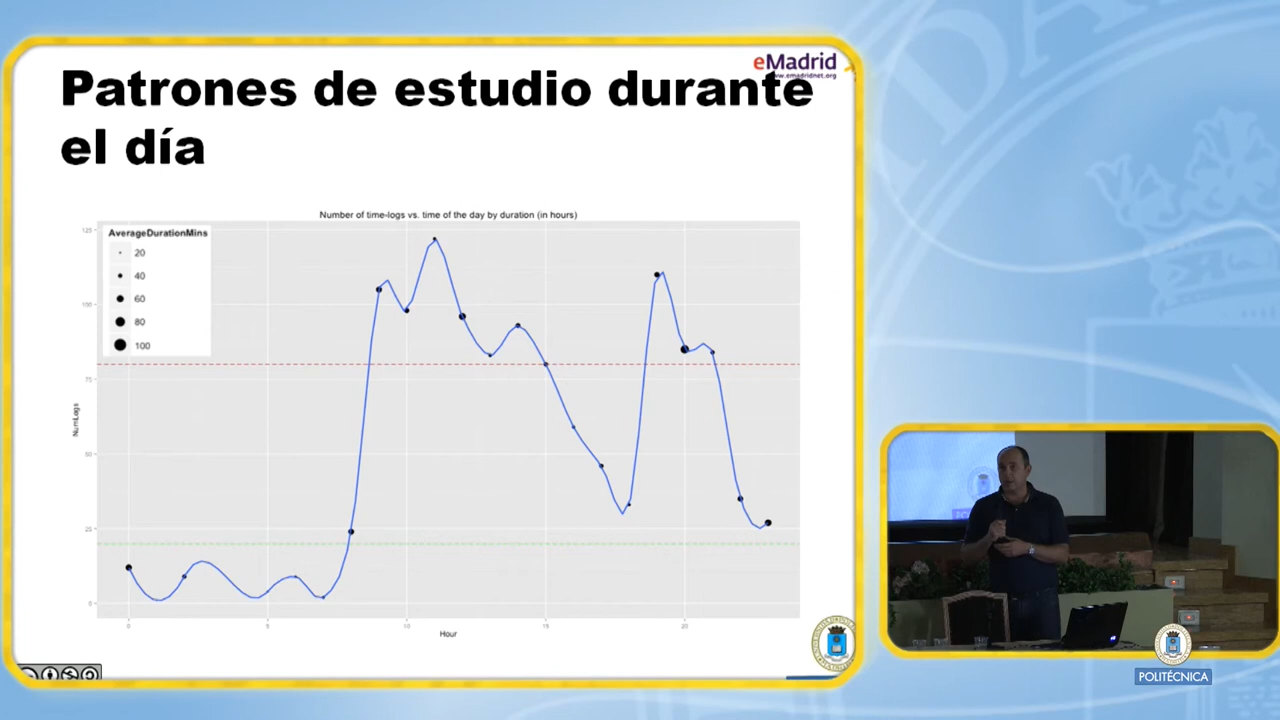 eMadrid
www.emadridnet.org
Patrones de estudio durante
el día
Number of time-logs vs. time of the day by duration (in hours)
AverageDurationMins
20
40
60
80
100
125
100
75
50
25
0
NumLogs
0
5
10
15
20
Hour
POLITÉCNICA